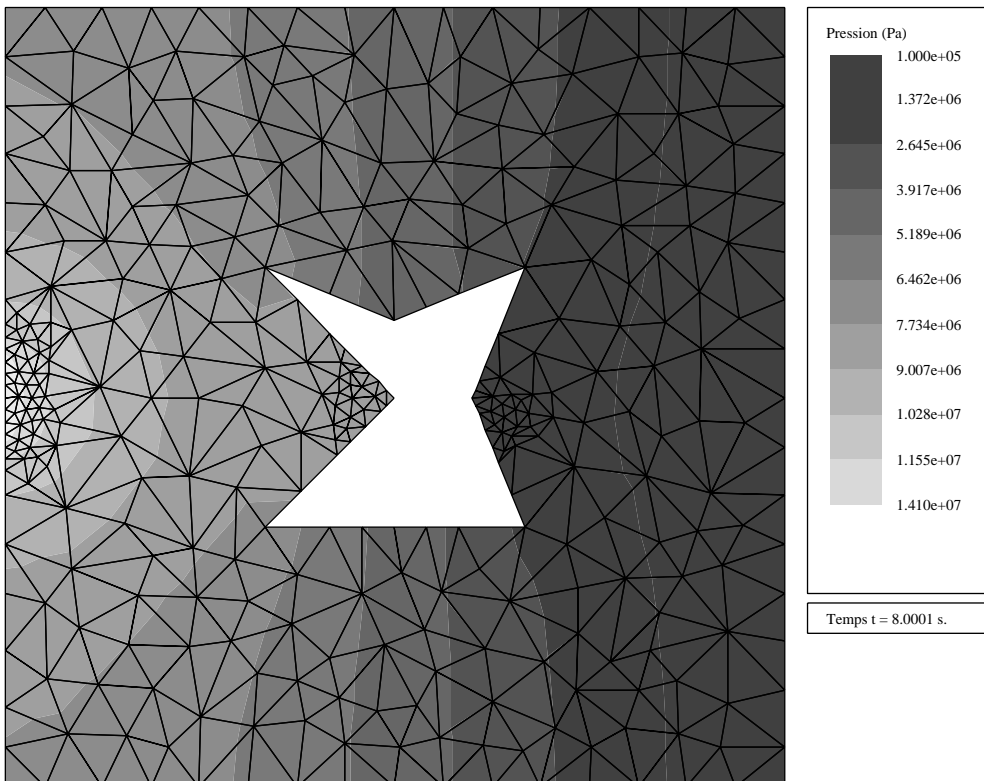 Pression (Pa)
1.000e+05
1.372e+06
2.645e+06
3.917e+06
5.189e+06
6.462e+06
7.734e+06
9.007e+06
1.028e+07
1.155e+07
1.410e+07
Temps t = 8.0001 s.